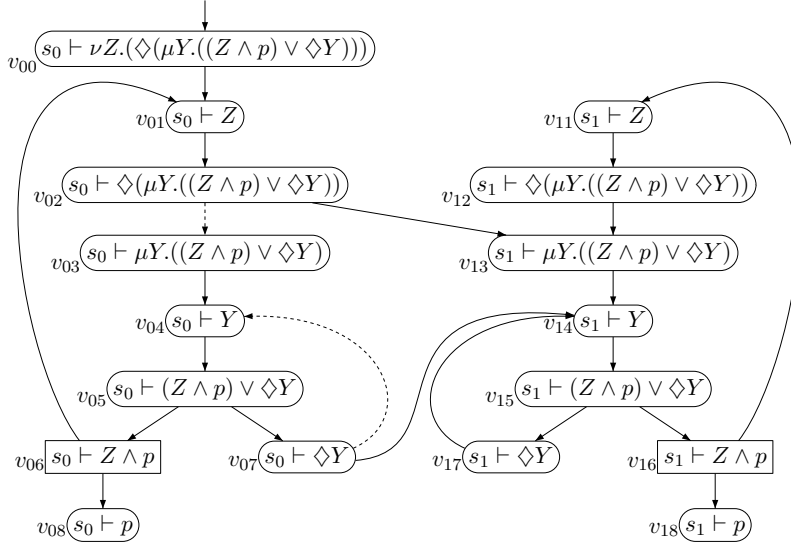 v₀₀ s₀ ⊢ νZ.(◇(μY.((Z ∧ p) ∨ ◇Y)))
v₀₁ s₀ ⊢ Z
v₁₁ s₁ ⊢ Z
v₀₂ s₀ ⊢ ◇(μY.((Z ∧ p) ∨ ◇Y))
v₁₂ s₁ ⊢ ◇(μY.((Z ∧ p) ∨ ◇Y))
v₀₃ s₀ ⊢ μY.((Z ∧ p) ∨ ◇Y)
v₁₃ s₁ ⊢ μY.((Z ∧ p) ∨ ◇Y)
v₀₄ s₀ ⊢ Y
v₁₄ s₁ ⊢ Y
v₀₅ s₀ ⊢ (Z ∧ p) ∨ ◇Y
v₁₅ s₁ ⊢ (Z ∧ p) ∨ ◇Y
v₀₆ s₀ ⊢ Z ∧ p
v₀₇ s₀ ⊢ ◇Y
v₁₇ s₁ ⊢ ◇Y
v₁₆ s₁ ⊢ Z ∧ p
v₀₈ s₀ ⊢ p
v₁₈ s₁ ⊢ p